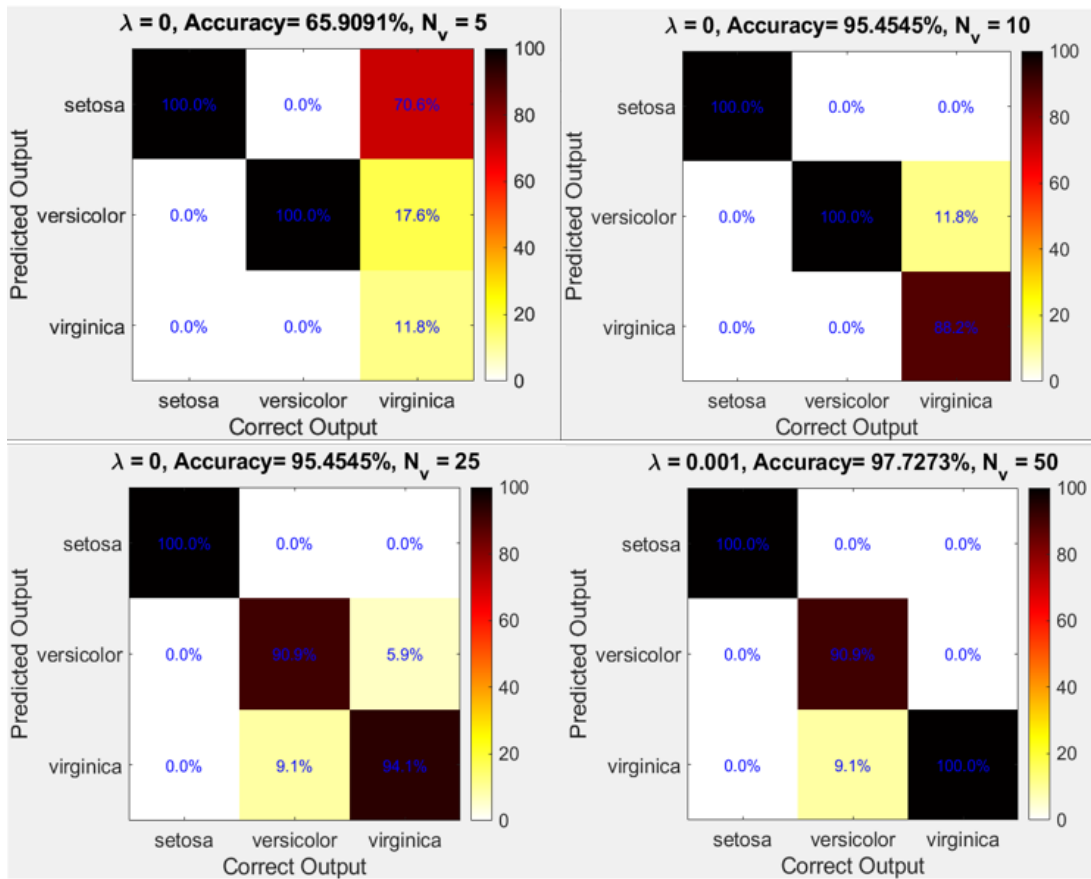 λ = 0, Accuracy= 65.9091%, N_v = 5
100
setosa 100.0% 0.0% 70.6%
80
60
versicolor 0.0% 100.0% 17.6%
40
20
virginica 0.0% 0.0% 11.8%
0
setosa versicolor virginica
Correct Output
Predicted Output
λ = 0, Accuracy= 95.4545%, N_v = 10
100
setosa 100.0% 0.0% 0.0%
80
60
versicolor 0.0% 100.0% 11.8%
40
20
virginica 0.0% 0.0% 88.2%
0
setosa versicolor virginica
Correct Output
Predicted Output
λ = 0, Accuracy= 95.4545%, N_v = 25
100
setosa 100.0% 0.0% 0.0%
80
60
versicolor 0.0% 90.9% 5.9%
40
20
virginica 0.0% 9.1% 94.1%
0
setosa versicolor virginica
Correct Output
Predicted Output
λ = 0.001, Accuracy= 97.7273%, N_v = 50
100
setosa 100.0% 0.0% 0.0%
80
60
versicolor 0.0% 90.9% 0.0%
40
20
virginica 0.0% 9.1% 100.0%
0
setosa versicolor virginica
Correct Output
Predicted Output